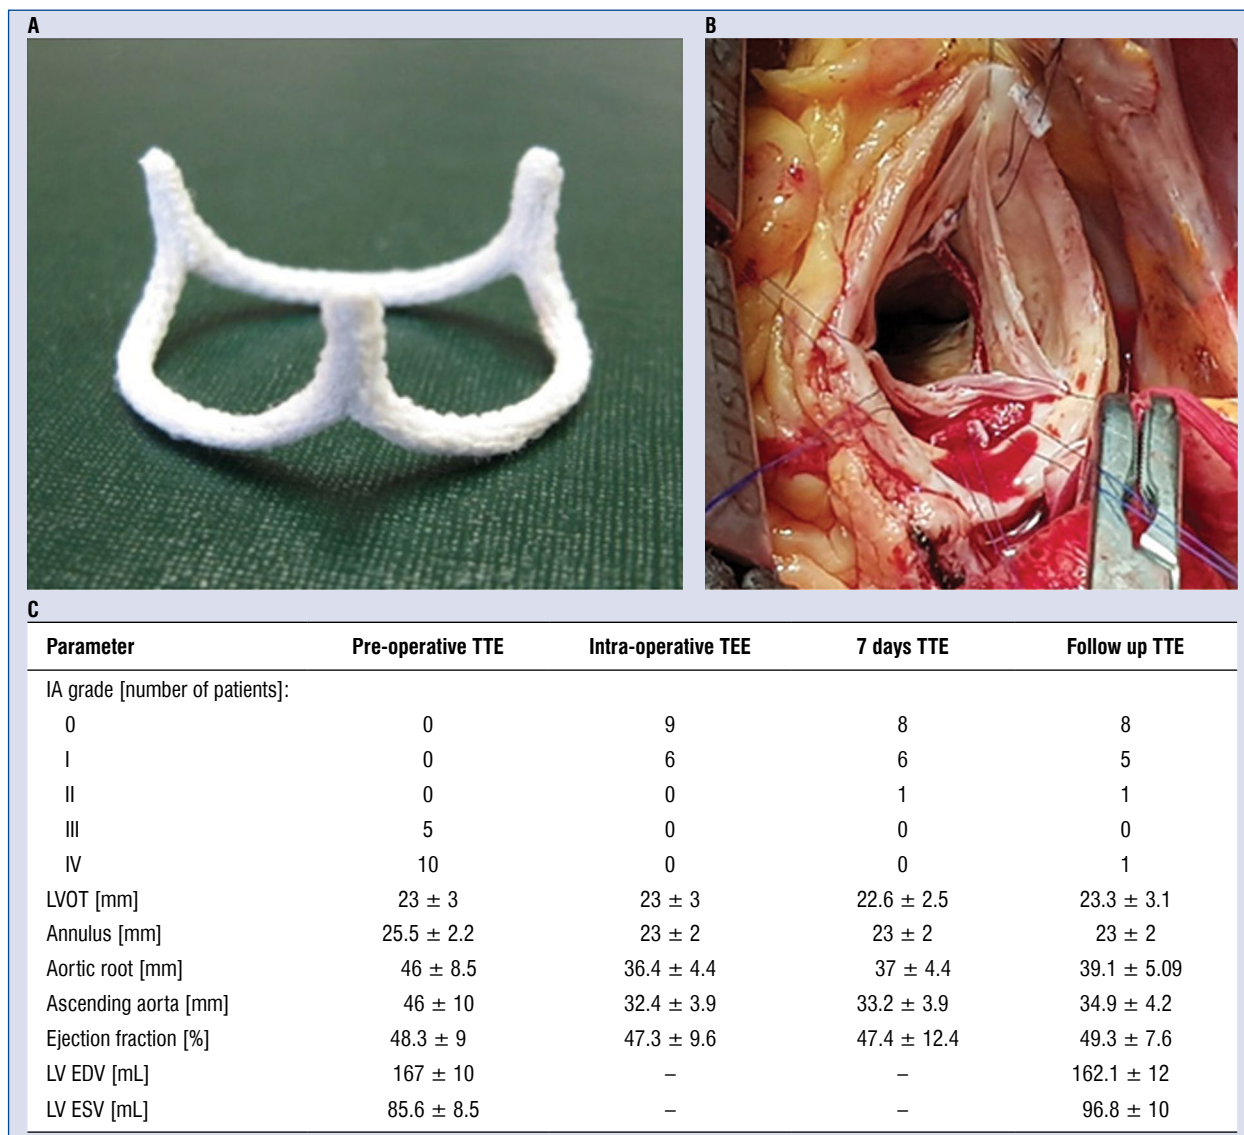 A
B
C
Parameter Pre-operative TTE Intra-operative TEE 7 days TTE Follow up TTE
IA grade [number of patients]:
0 0 9 8 8
I 0 6 6 5
II 0 0 1 1
III 5 0 0 0
IV 10 0 0 1
LVOT [mm] 23 ± 3 23 ± 3 22.6 ± 2.5 23.3 ± 3.1
Annulus [mm] 25.5 ± 2.2 23 ± 2 23 ± 2 23 ± 2
Aortic root [mm] 46 ± 8.5 36.4 ± 4.4 37 ± 4.4 39.1 ± 5.09
Ascending aorta [mm] 46 ± 10 32.4 ± 3.9 33.2 ± 3.9 34.9 ± 4.2
Ejection fraction [%] 48.3 ± 9 47.3 ± 9.6 47.4 ± 12.4 49.3 ± 7.6
LV EDV [mL] 167 ± 10 – – 162.1 ± 12
LV ESV [mL] 85.6 ± 8.5 – – 96.8 ± 10